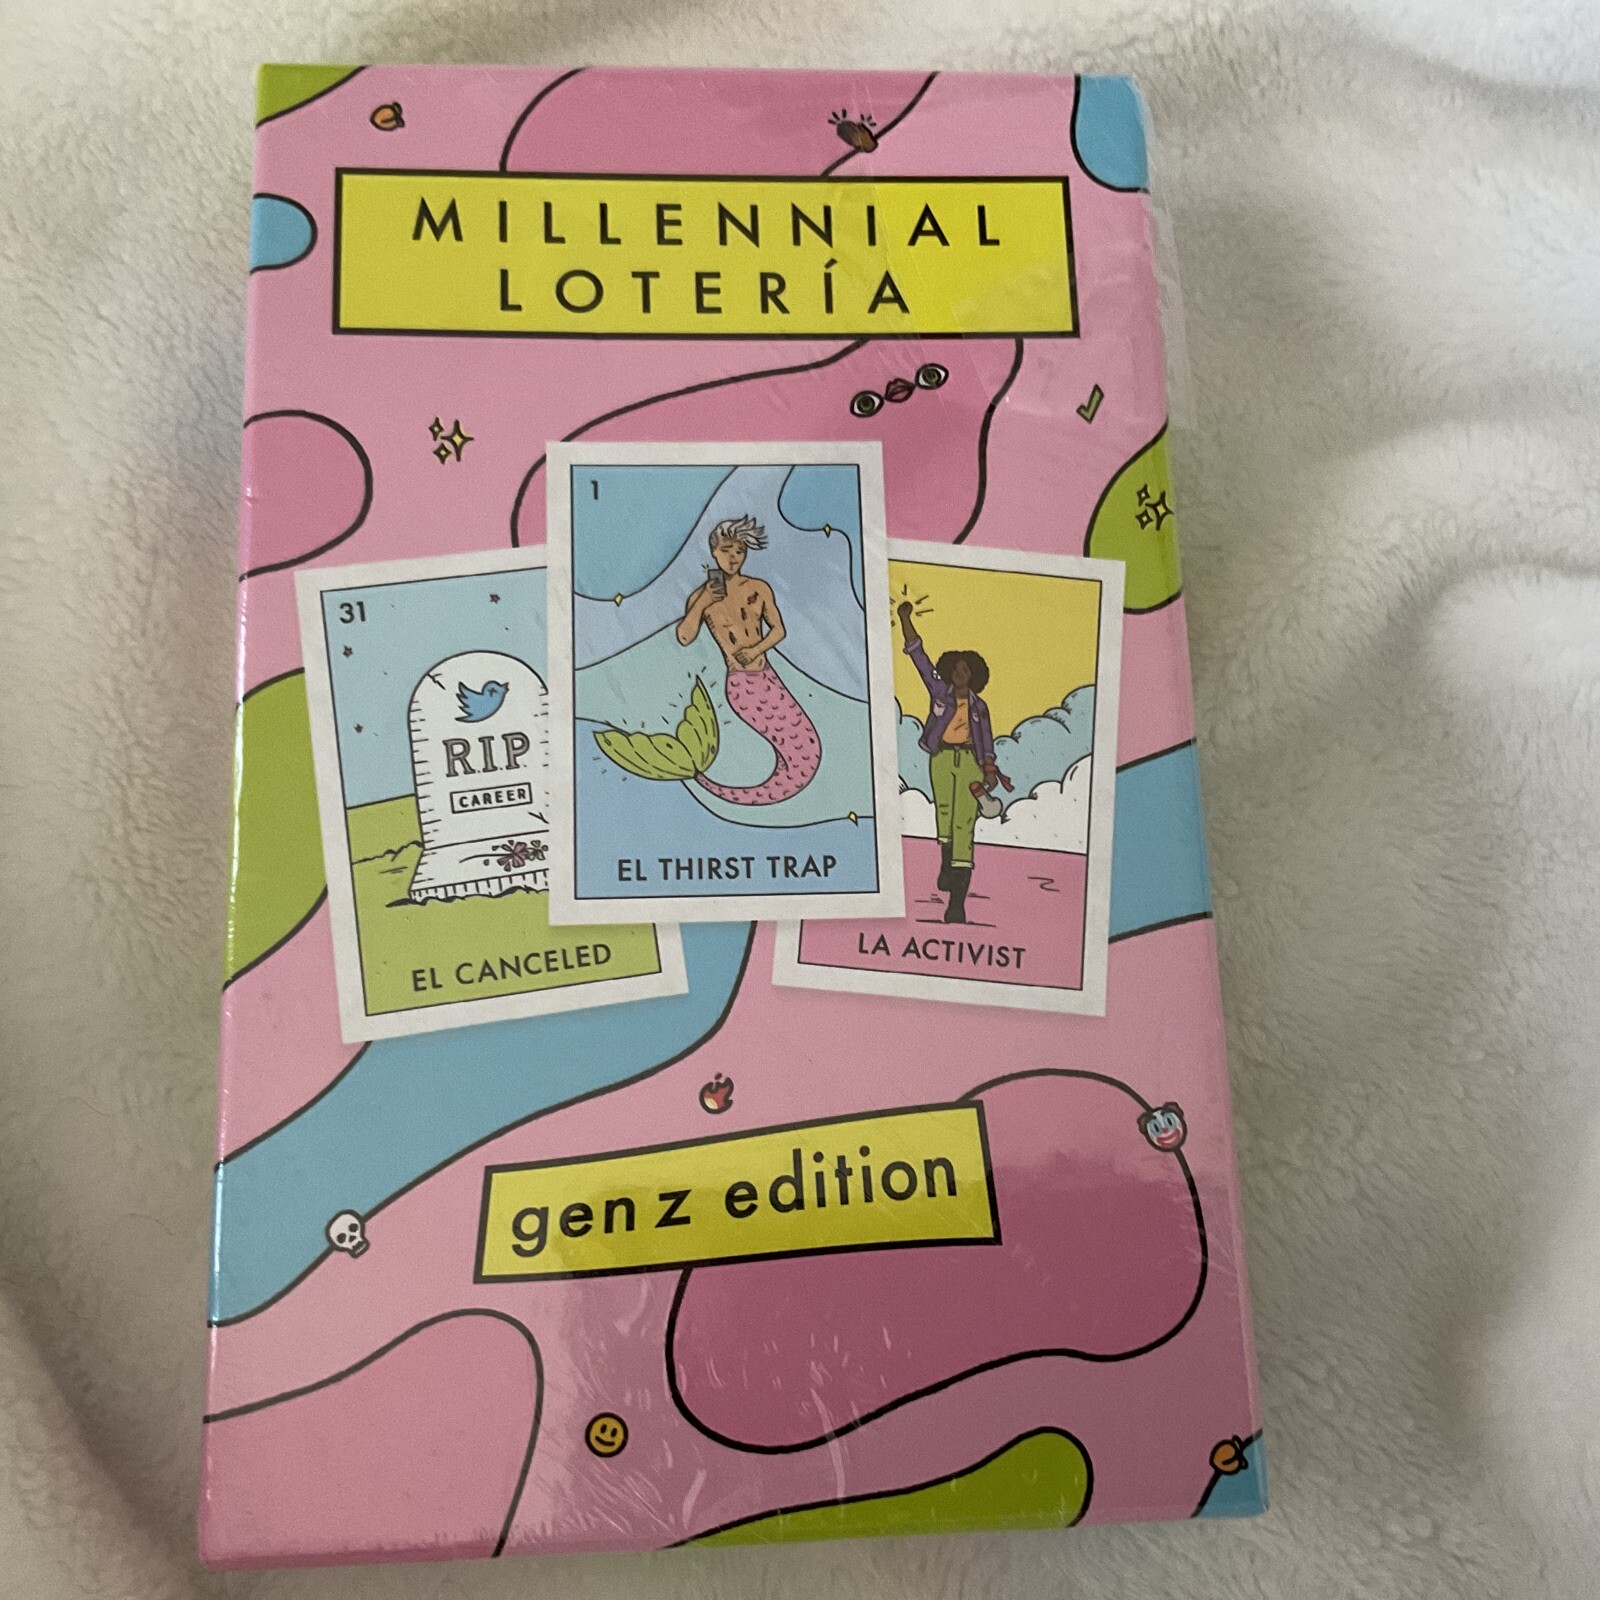 MILLENNIAL
LOTERÍA
1
31
R.I.P
CAREER
EL THIRST TRAP
EL CANCELED
LA ACTIVIST
gen z edition